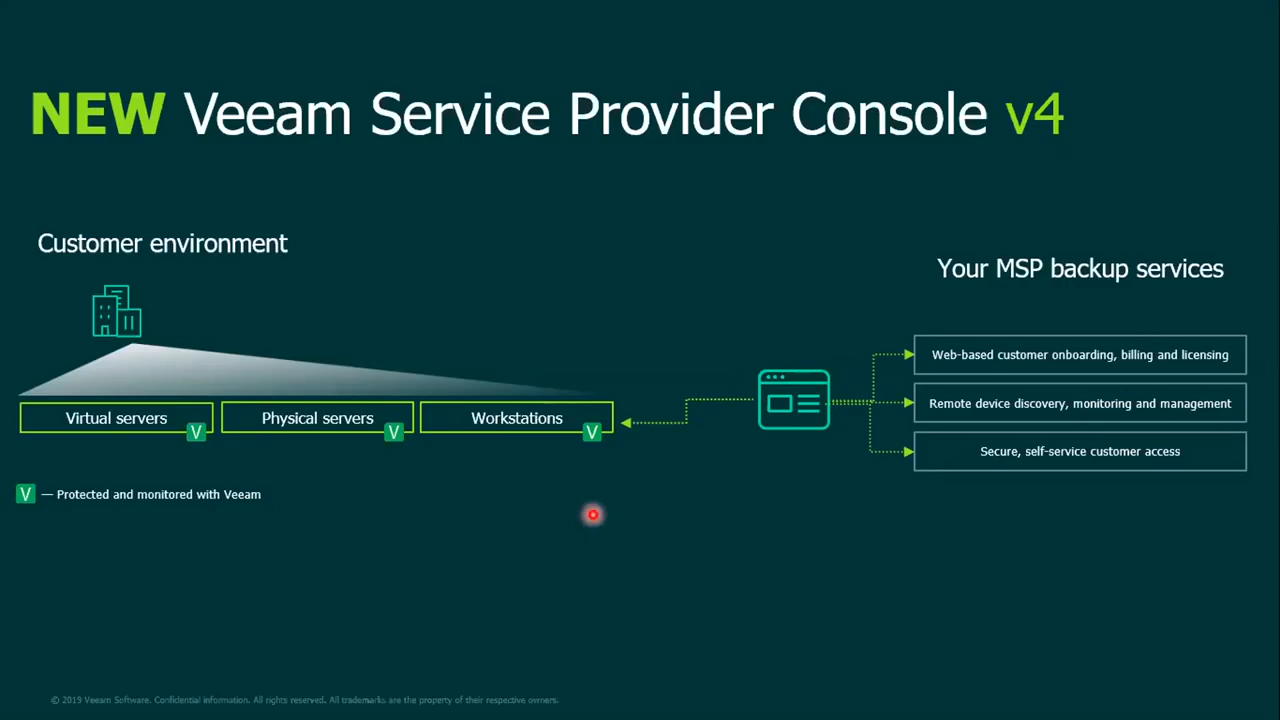 NEW Veeam Service Provider Console v4
Customer environment
Your MSP backup services
Web-based customer onboarding, billing and licensing
Remote device discovery, monitoring and management
Secure, self-service customer access
Virtual servers
V
Physical servers
V
Workstations
V
V — Protected and monitored with Veeam
© 2019 Veeam Software. Confidential information. All rights reserved. All trademarks are the property of their respective owners.